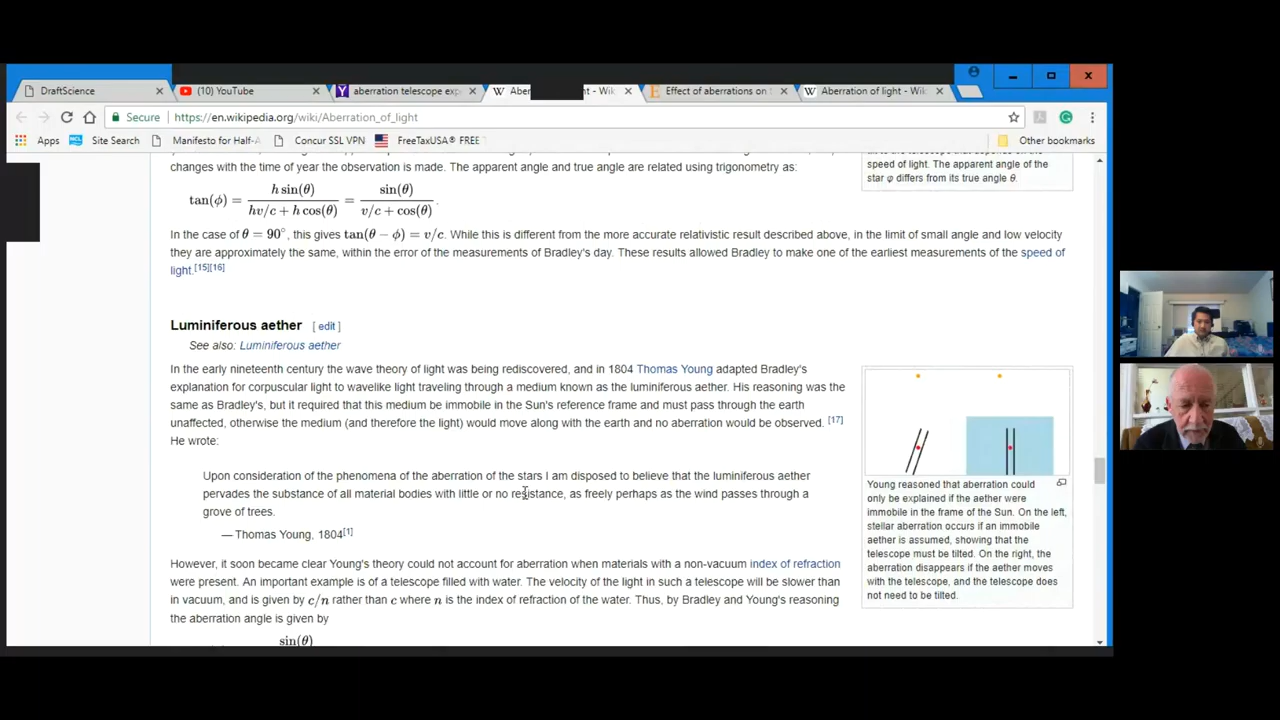 DraftScience
(10) YouTube
aberration telescope exp
Aber
t - Wiki
Effect of aberrations on
Aberration of light - Wiki
Secure
https://en.wikipedia.org/wiki/Aberration_of_light
Apps
Site Search
Manifesto for Half-A
Concur SSL VPN
FreeTaxUSA® FREE
Other bookmarks
changes with the time of year the observation is made. The apparent angle and true angle are related using trigonometry as:
tan(φ) = h sin(θ) / hv/c + h cos(θ) = sin(θ) / v/c + cos(θ) .
In the case of θ = 90°, this gives tan(θ − φ) = v/c. While this is different from the more accurate relativistic result described above, in the limit of small angle and low velocity
they are approximately the same, within the error of the measurements of Bradley's day. These results allowed Bradley to make one of the earliest measurements of the speed of
light.[15][16]
speed of light. The apparent angle of the
star φ differs from its true angle θ.
Luminiferous aether [ edit ]
See also: Luminiferous aether
In the early nineteenth century the wave theory of light was being rediscovered, and in 1804 Thomas Young adapted Bradley's
explanation for corpuscular light to wavelike light traveling through a medium known as the luminiferous aether. His reasoning was the
same as Bradley's, but it required that this medium be immobile in the Sun's reference frame and must pass through the earth
unaffected, otherwise the medium (and therefore the light) would move along with the earth and no aberration would be observed. [17]
He wrote:
Upon consideration of the phenomena of the aberration of the stars I am disposed to believe that the luminiferous aether
pervades the substance of all material bodies with little or no resistance, as freely perhaps as the wind passes through a
grove of trees.
— Thomas Young, 1804[1]
However, it soon became clear Young's theory could not account for aberration when materials with a non-vacuum index of refraction
were present. An important example is of a telescope filled with water. The velocity of the light in such a telescope will be slower than
in vacuum, and is given by c/n rather than c where n is the index of refraction of the water. Thus, by Bradley and Young's reasoning
the aberration angle is given by
sin(θ)
Young reasoned that aberration could
only be explained if the aether were
immobile in the frame of the Sun. On the left,
stellar aberration occurs if an immobile
aether is assumed, showing that the
telescope must be tilted. On the right, the
aberration disappears if the aether moves
with the telescope, and the telescope does
not need to be tilted.